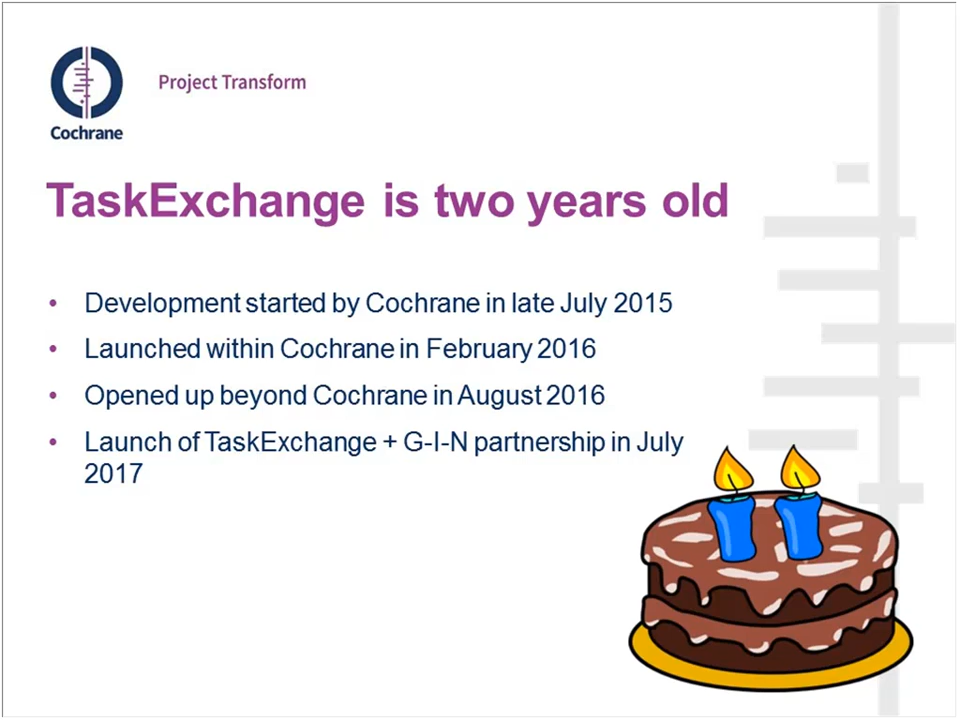 Cochrane
Project Transform
TaskExchange is two years old
• Development started by Cochrane in late July 2015
• Launched within Cochrane in February 2016
• Opened up beyond Cochrane in August 2016
• Launch of TaskExchange + G-I-N partnership in July
2017